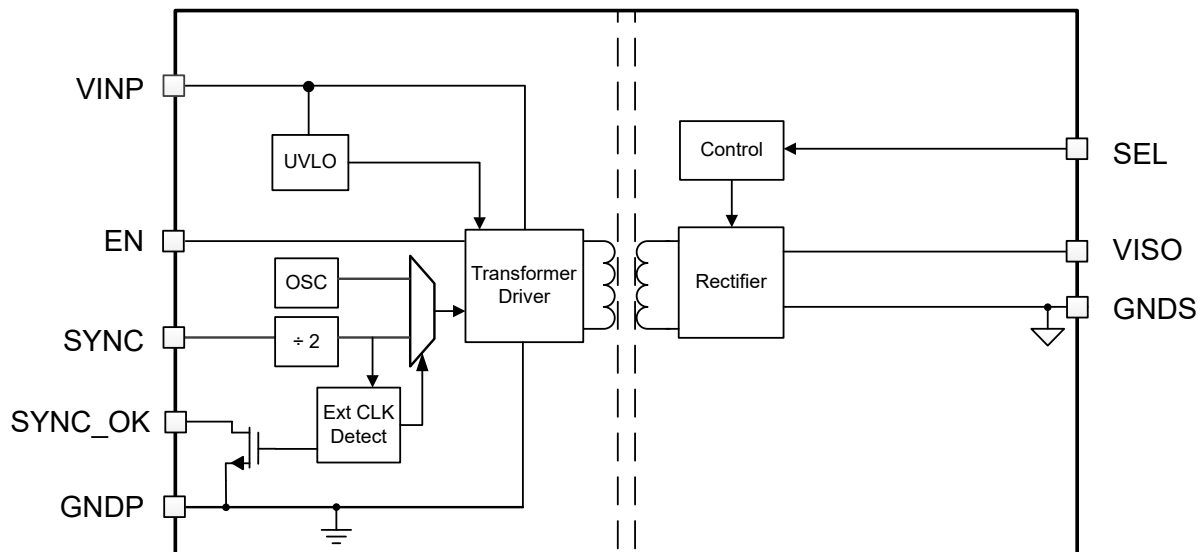 VINP
UVLO
Control
SEL
EN
Transformer
Driver
Rectifier
VISO
OSC
GNDS
SYNC
÷ 2
SYNC_OK
Ext CLK
Detect
GNDP